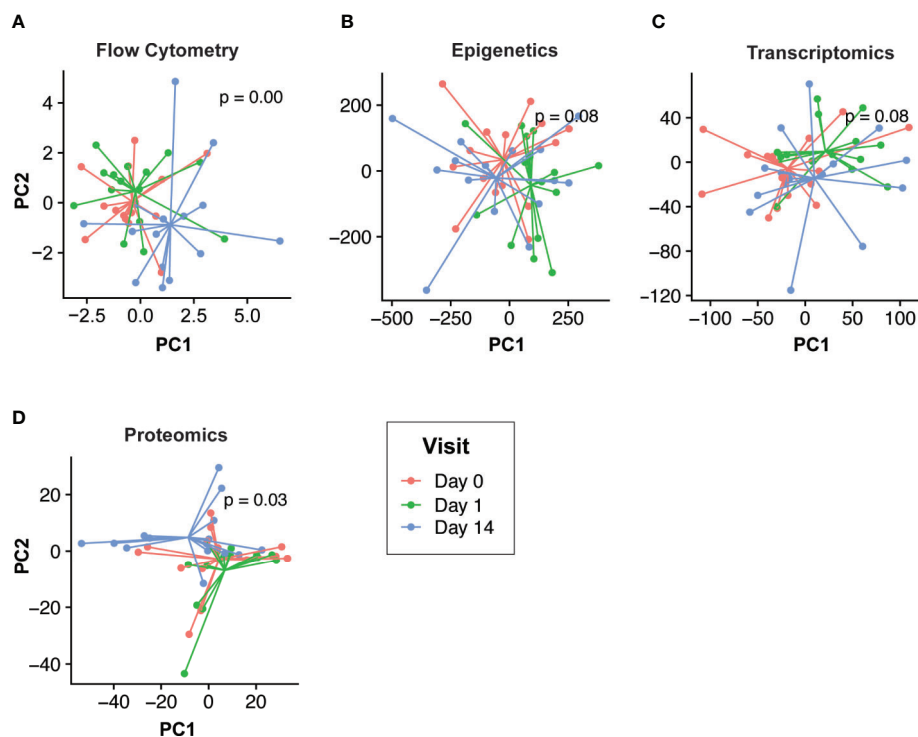 A
Flow Cytometry
p = 0.00
4
2
0
−2
PC2
−2.5
0.0
2.5
5.0
PC1
B
Epigenetics
p = 0.08
200
0
−200
−500
−250
0
250
PC1
C
Transcriptomics
p = 0.08
40
0
−40
−80
−120
−100
−50
0
50
100
PC1
D
Proteomics
p = 0.03
20
0
−20
−40
PC2
−40
−20
0
20
PC1
Visit
Day 0
Day 1
Day 14